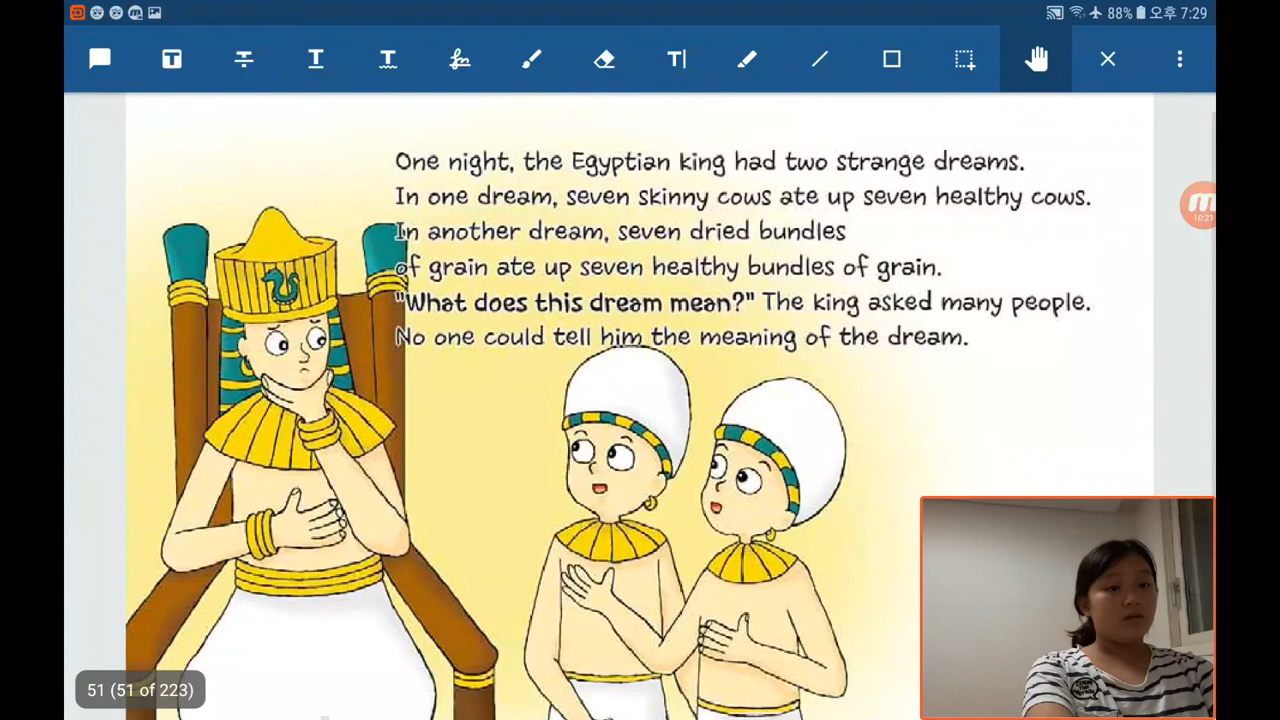 88% 오후 7:29
One night, the Egyptian king had two strange dreams.
In one dream, seven skinny cows ate up seven healthy cows.
In another dream, seven dried bundles
of grain ate up seven healthy bundles of grain.
"What does this dream mean?" The king asked many people.
No one could tell him the meaning of the dream.
10:21
51 (51 of 223)